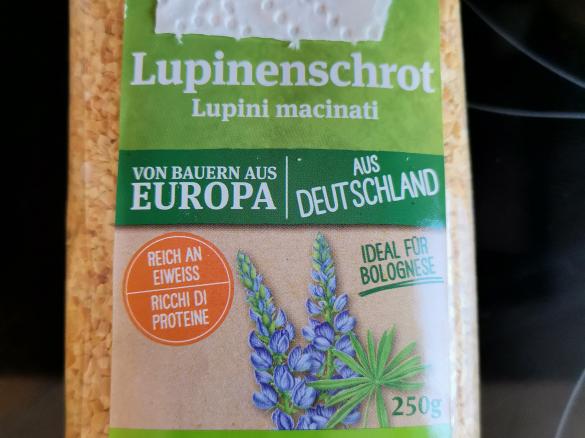 Lupinenschrot
Lupini macinati
VON BAUERN AUS
EUROPA
AUS
DEUTSCHLAND
REICH AN
EIWEISS
RICCHI DI
PROTEINE
IDEAL FÜR
BOLOGNESE
250g